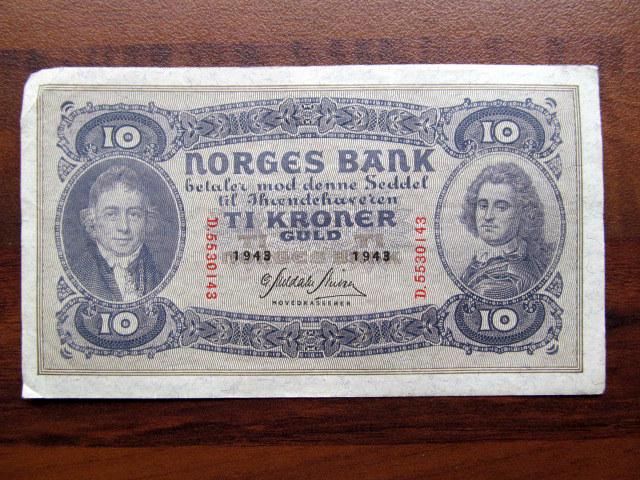 10 10
NORGES BANK
betaler mod denne Seddel
til Ihændehaveren
TI KRONER
GULD
D.5530143
D.5530143
1943 1943
HOVEDKASSERER
10 10